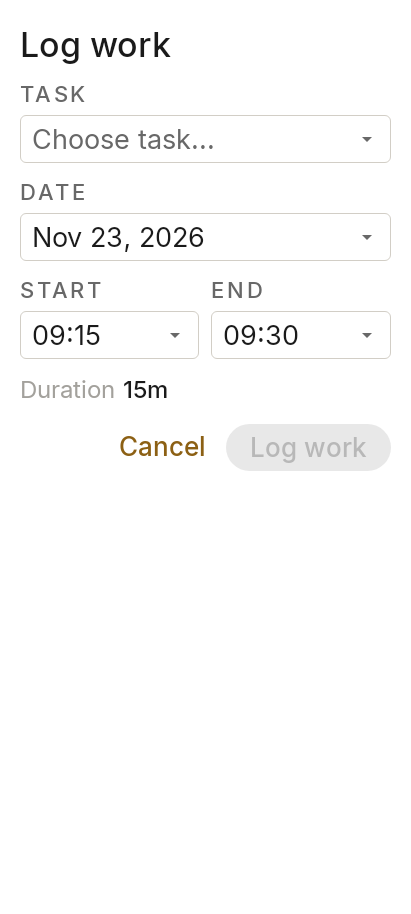 Log work
TASK
Choose task...
DATE
Nov 23, 2026
START END
09:15 09:30
Duration 15m
Cancel Log work